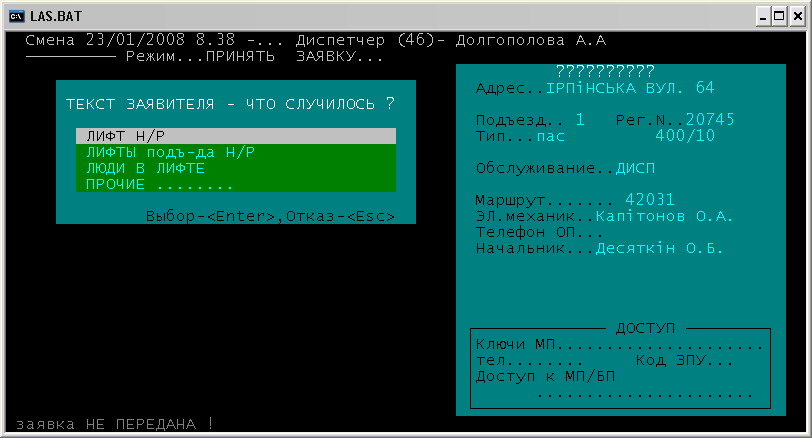 LAS.BAT
Смена 23/01/2008 8.38 -... Диспетчер (46)- Долгополова А.А
Режим...ПРИНЯТЬ ЗАЯВКУ...
ТЕКСТ ЗАЯВИТЕЛЯ - ЧТО СЛУЧИЛОСЬ ?
ЛИФТ Н/Р
ЛИФТЫ подъ-да Н/Р
ЛЮДИ В ЛИФТЕ
ПРОЧИЕ ........
Выбор-<Enter>,Отказ-<Esc>
??????????
Адрес..ІРПіНСЬКА ВУЛ. 64
Подъезд.. 1 Рег.N..20745
Тип...пас 400/10
Обслуживание..ДИСП
Маршрут....... 42031
ЭЛ.механик..Капітонов О.А.
Телефон ОП...
Начальник...Десяткін О.Б.
ДОСТУП
Ключи МП.....................
тел........ Код ЗПУ...
Доступ к МП/БП
......................
заявка НЕ ПЕРЕДАНА !